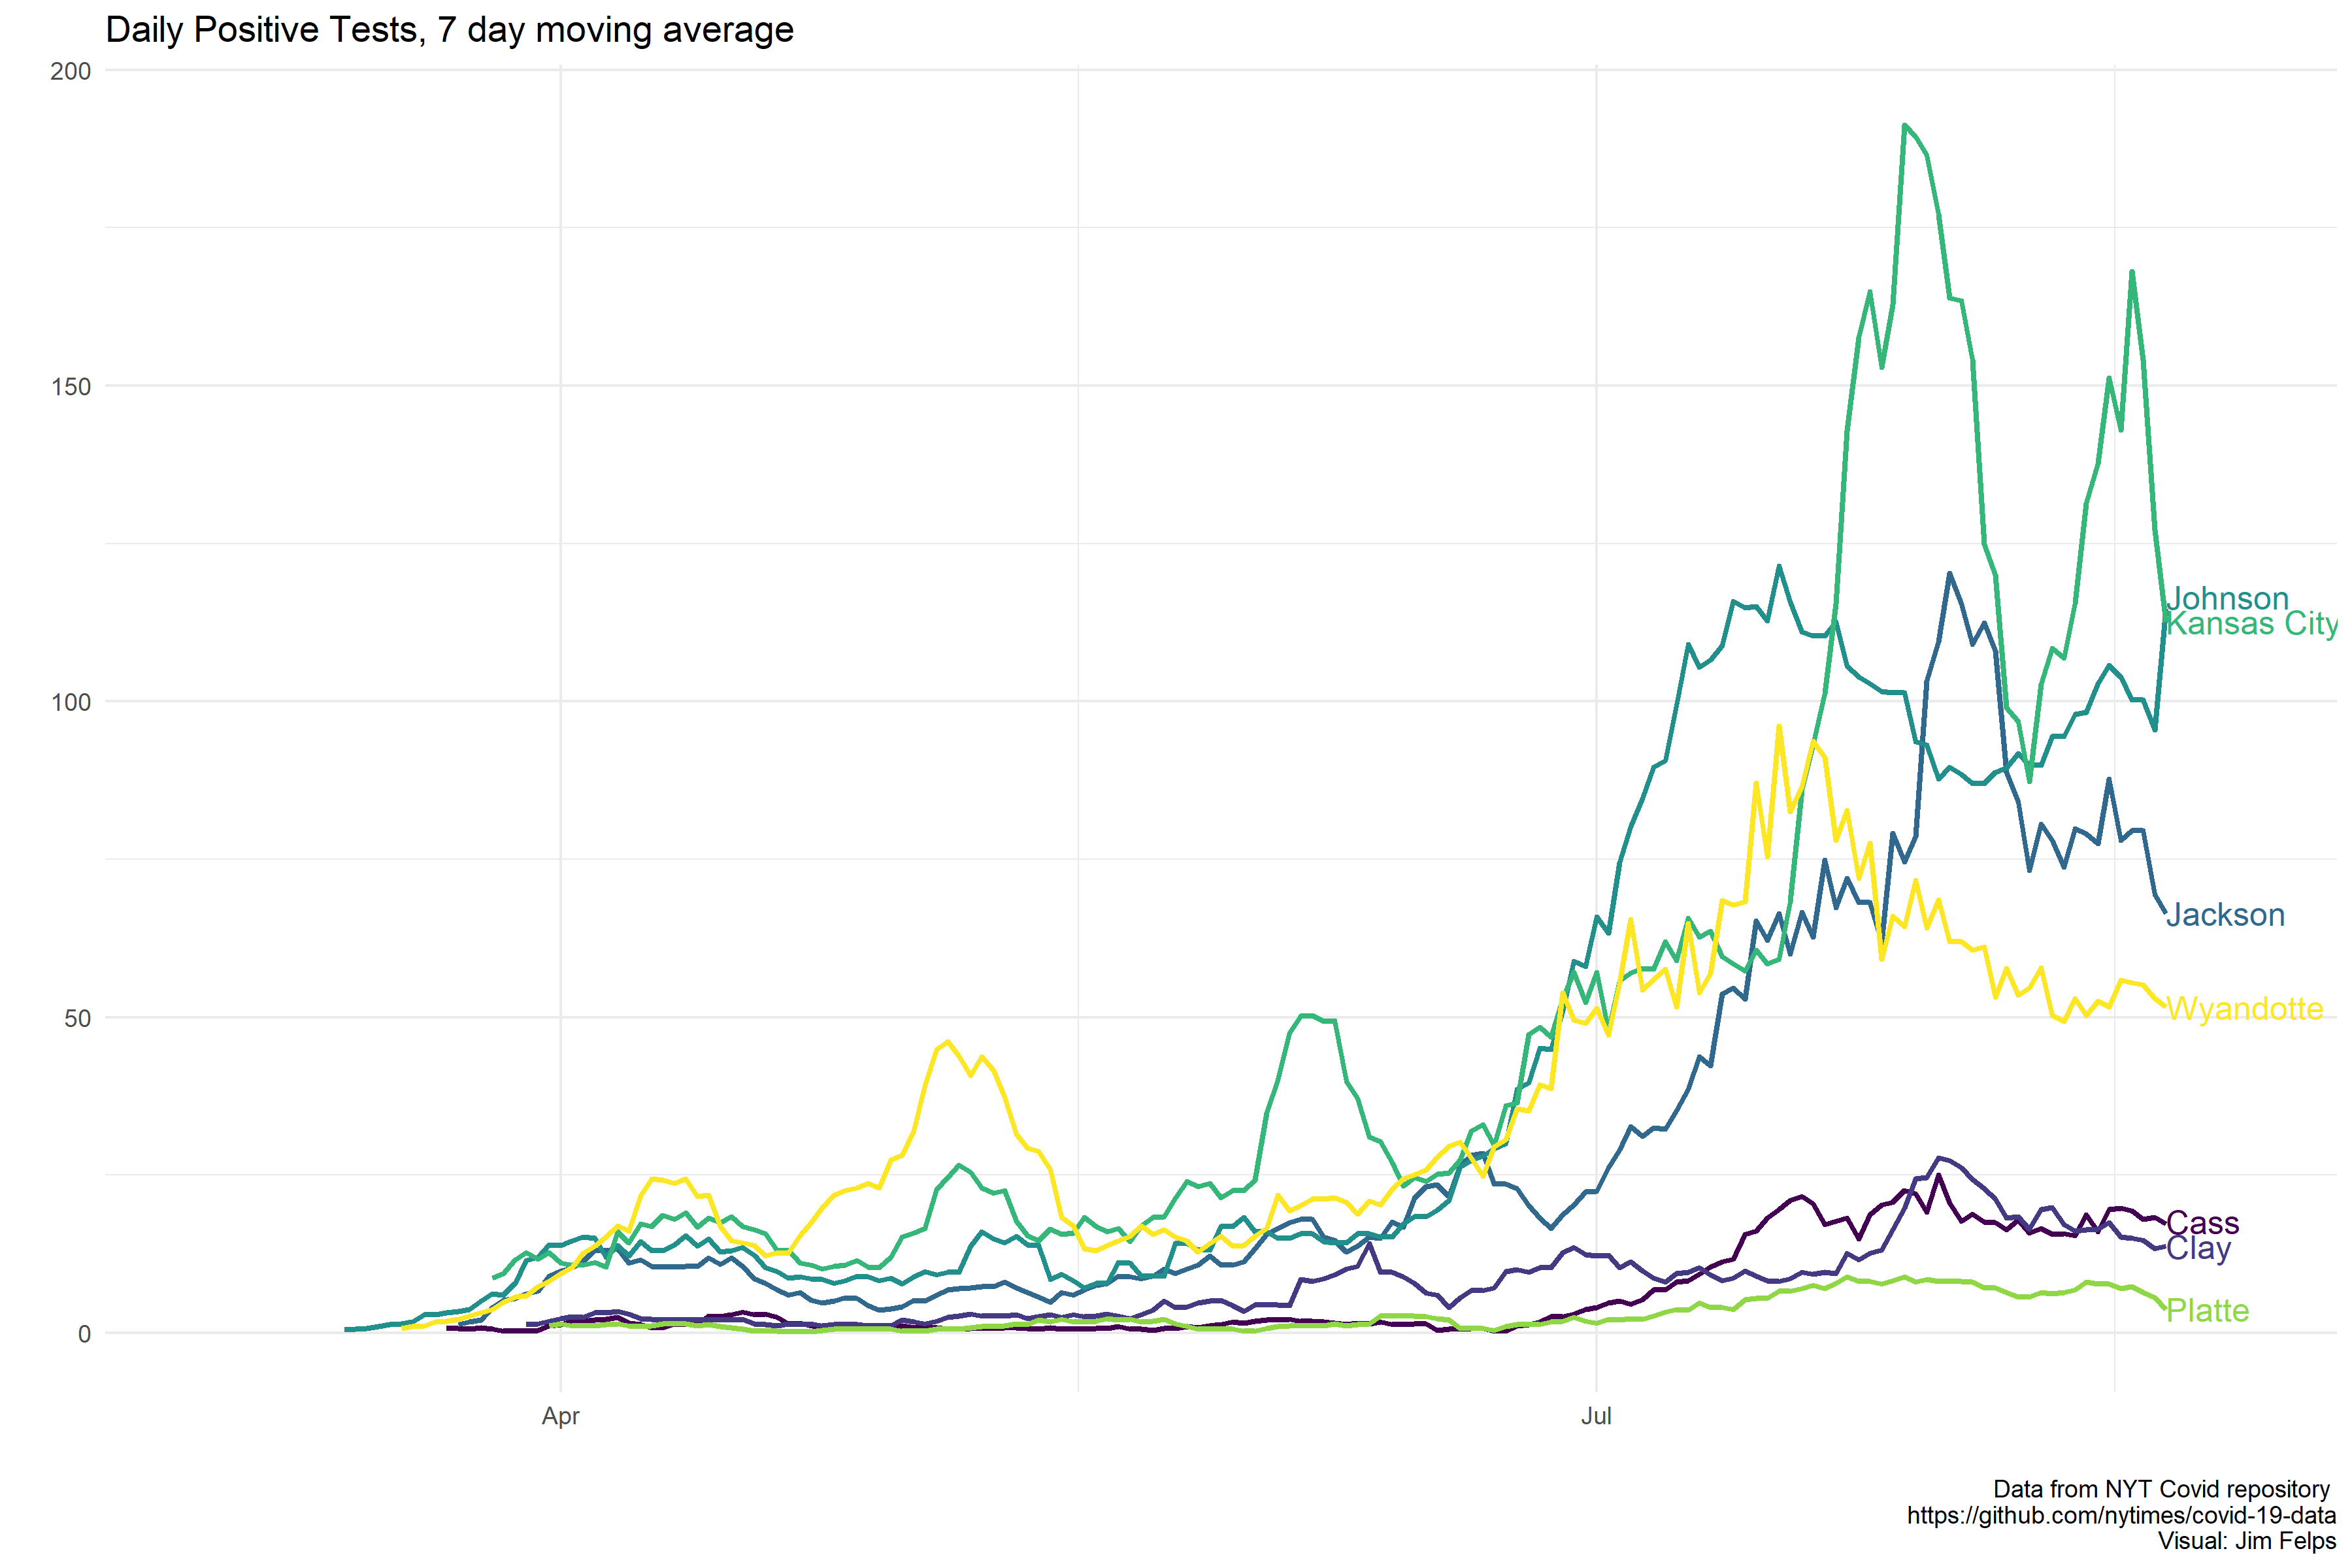 Daily Positive Tests, 7 day moving average
200
150
100
50
0
Johnson
Kansas City
Jackson
Wyandotte
Cass
Clay
Platte
Apr
Jul
Data from NYT Covid repository
https://github.com/nytimes/covid-19-data
Visual: Jim Felps